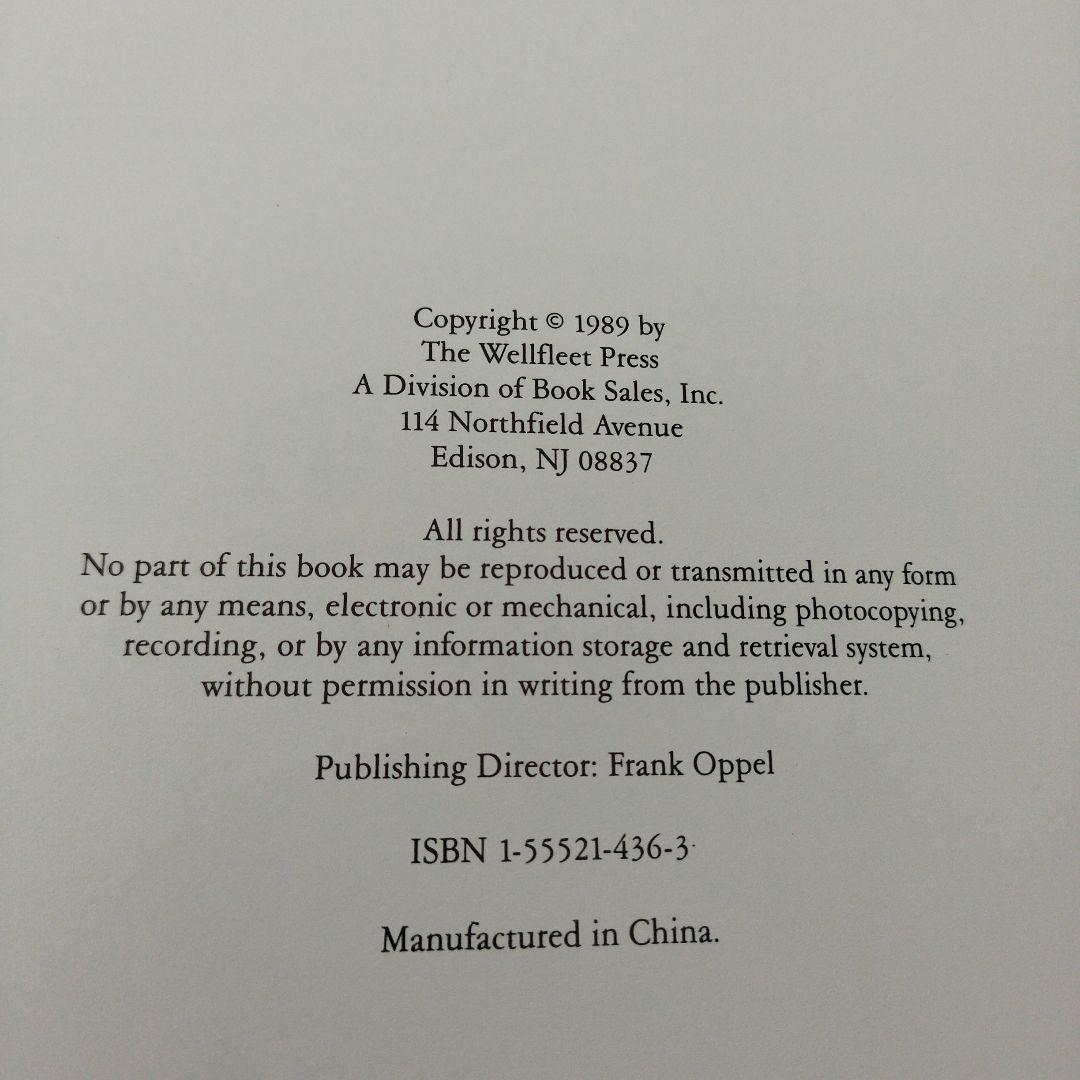 Copyright © 1989 by
The Wellfleet Press
A Division of Book Sales, Inc.
114 Northfield Avenue
Edison, NJ 08837
All rights reserved.
No part of this book may be reproduced or transmitted in any form
or by any means, electronic or mechanical, including photocopying,
recording, or by any information storage and retrieval system,
without permission in writing from the publisher.
Publishing Director: Frank Oppel
ISBN 1-55521-436-3
Manufactured in China.